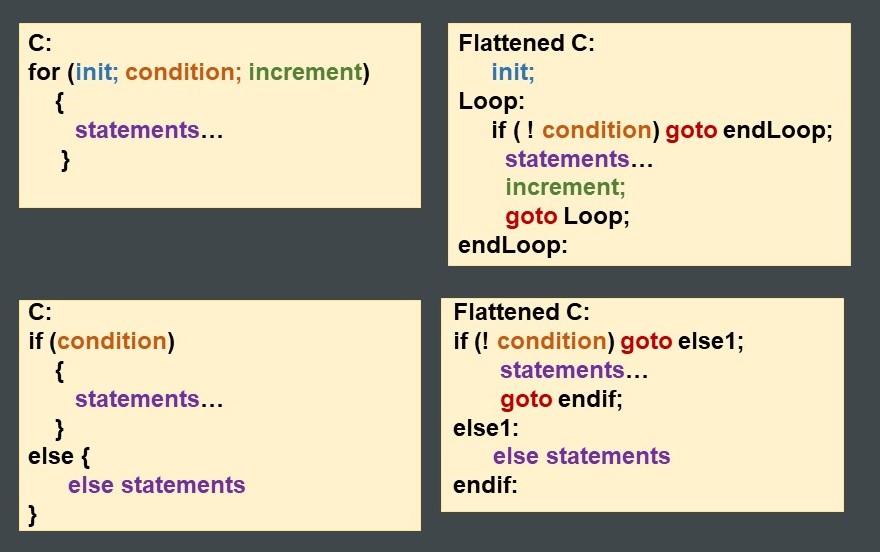 C:
for (init; condition; increment)
{
statements…
}
Flattened C:
init;
Loop:
if ( ! condition) goto endLoop;
statements…
increment;
goto Loop;
endLoop:
C:
if (condition)
{
statements…
}
else {
else statements
}
Flattened C:
if (! condition) goto else1;
statements…
goto endif;
else1:
else statements
endif: